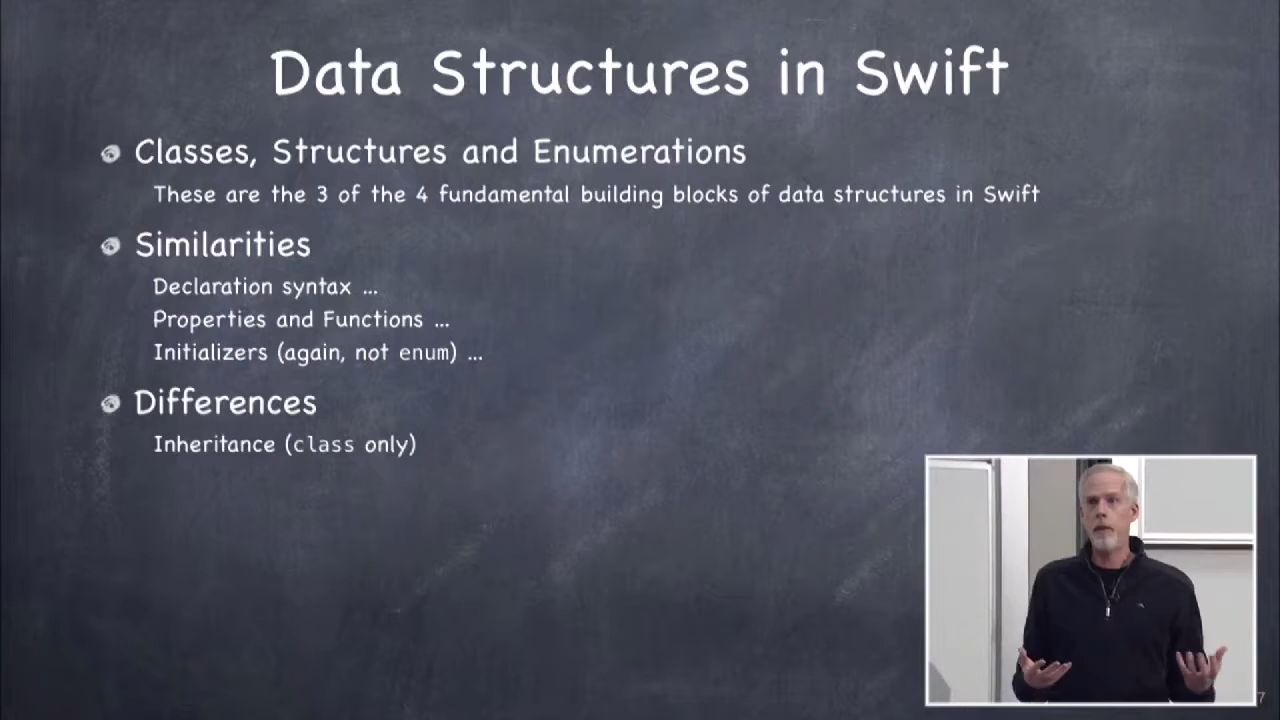 Data Structures in Swift
Classes, Structures and Enumerations
These are the 3 of the 4 fundamental building blocks of data structures in Swift
Similarities
Declaration syntax ...
Properties and Functions ...
Initializers (again, not enum) ...
Differences
Inheritance (class only)
7